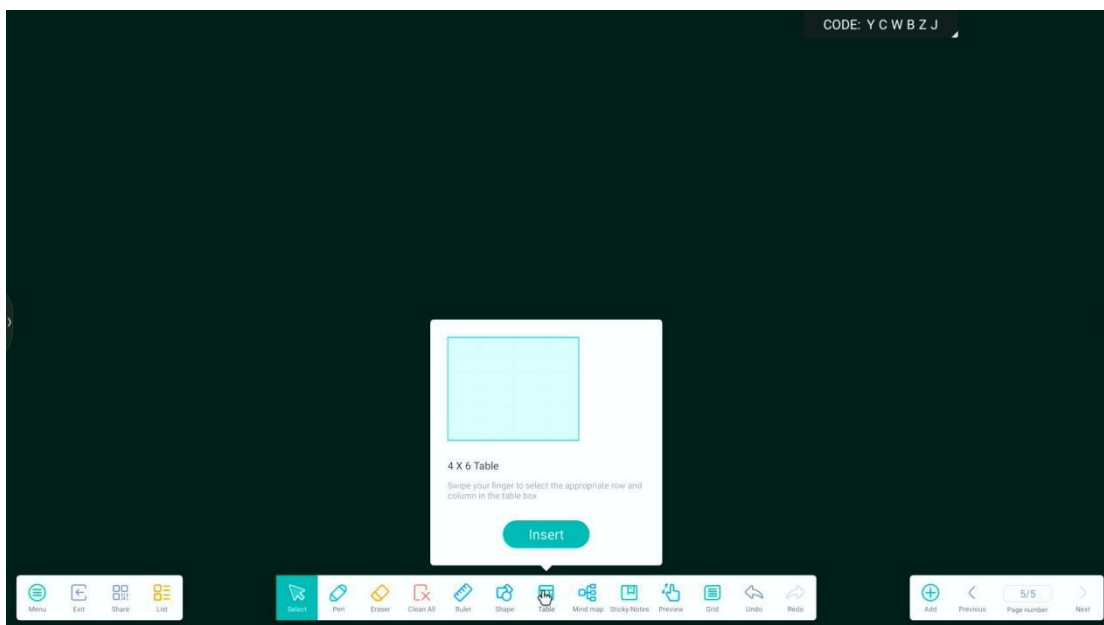 CODE: Y C W B Z J
4 X 6 Table
Swipe your finger to select the appropriate row and
column in the table box
Insert
Menu Exit Share List Select Pen Eraser Clean All Ruler Shape Table Mind map Sticky Notes Preview Grid Undo Redo Add Previous 5/5 Page number Next